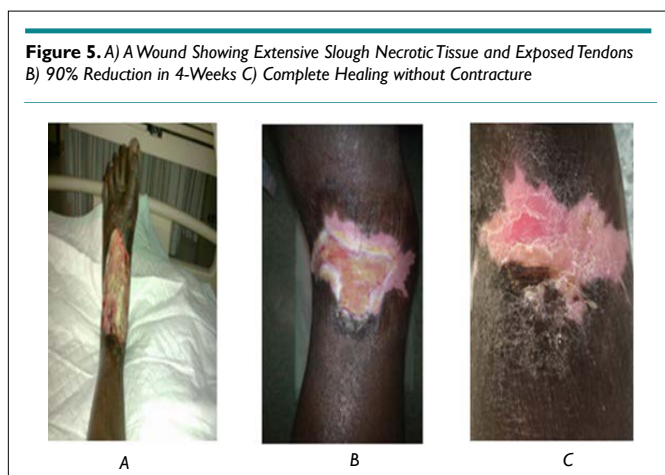 Figure 5. A) A Wound Showing Extensive Slough Necrotic Tissue and Exposed Tendons
B) 90% Reduction in 4-Weeks C) Complete Healing without Contracture
A B C